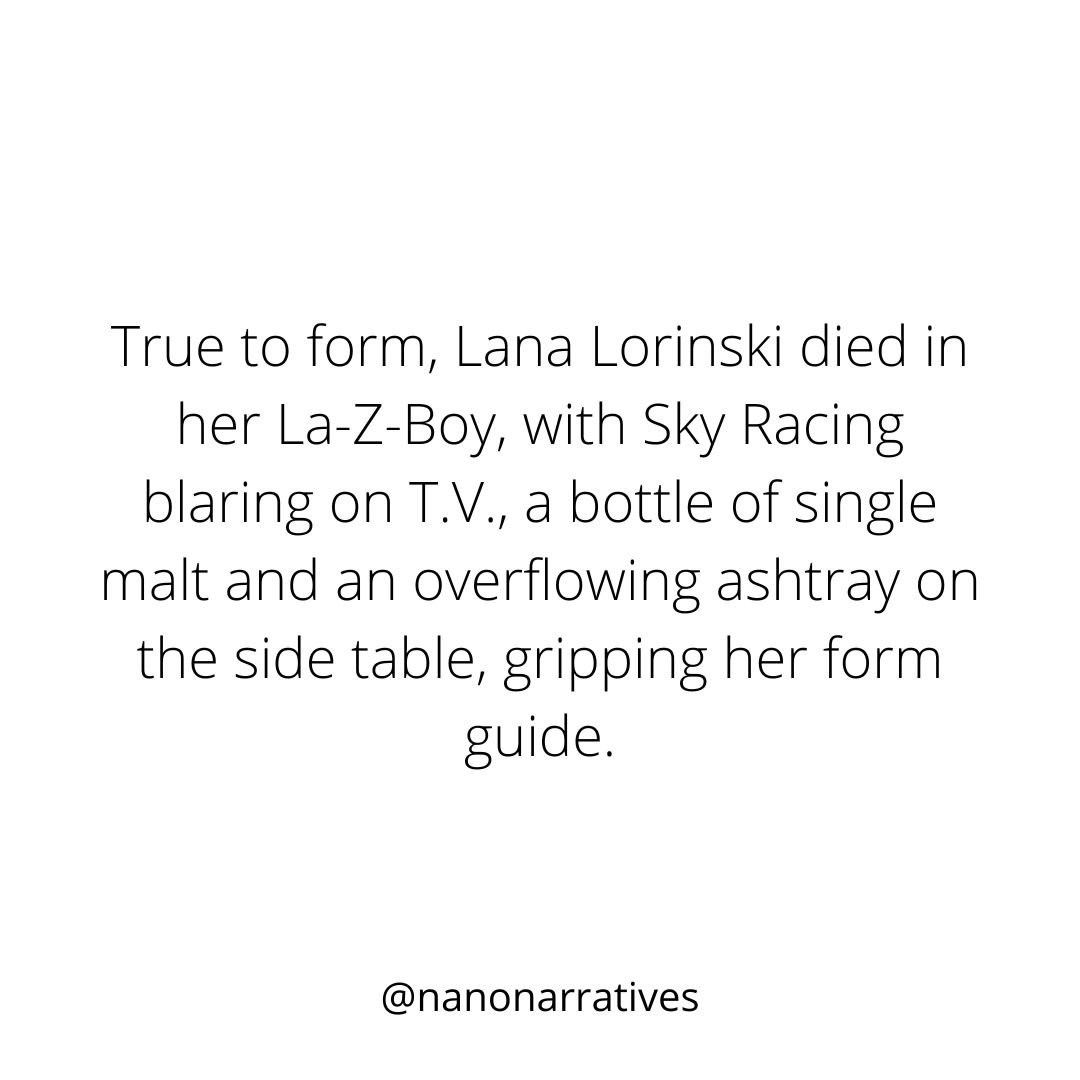 True to form, Lana Lorinski died in
her La-Z-Boy, with Sky Racing
blaring on T.V., a bottle of single
malt and an overflowing ashtray on
the side table, gripping her form
guide.
@nanonarratives